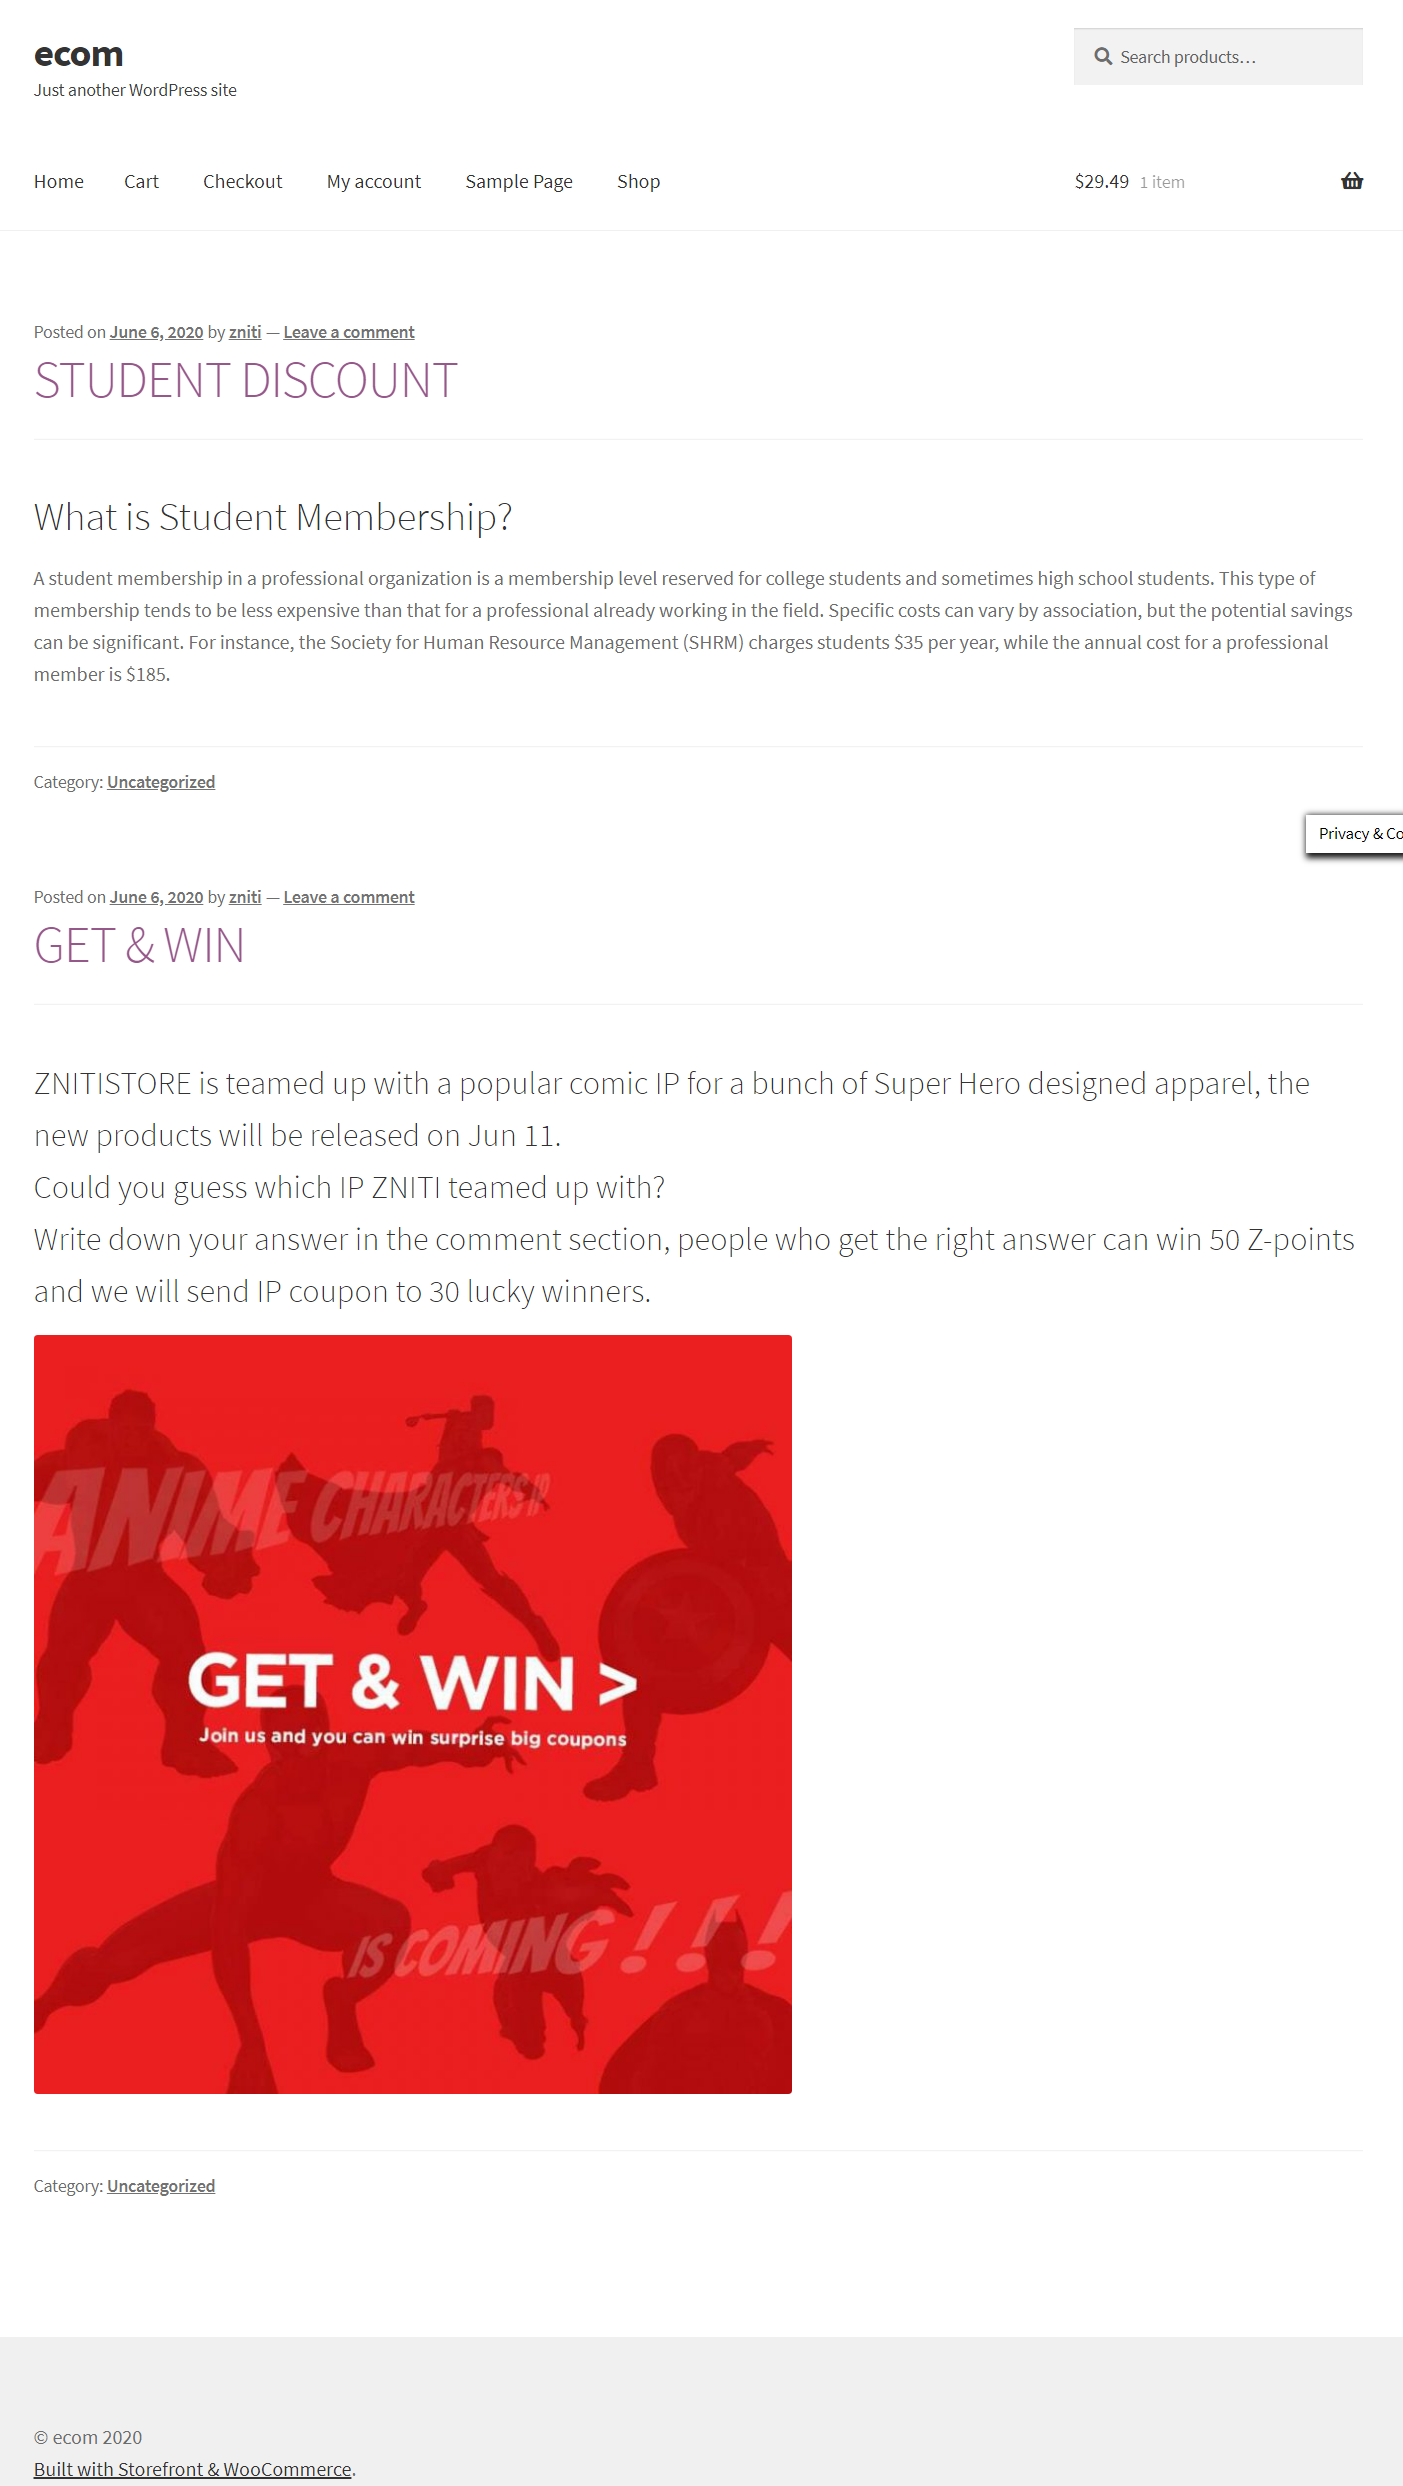 ecom
Just another WordPress site
Search products…
Home Cart Checkout My account Sample Page Shop
$29.49 1 item
Posted on June 6, 2020 by zniti — Leave a comment
STUDENT DISCOUNT
What is Student Membership?
A student membership in a professional organization is a membership level reserved for college students and sometimes high school students. This type of
membership tends to be less expensive than that for a professional already working in the field. Specific costs can vary by association, but the potential savings
can be significant. For instance, the Society for Human Resource Management (SHRM) charges students $35 per year, while the annual cost for a professional
member is $185.
Category: Uncategorized
Privacy & Co
Posted on June 6, 2020 by zniti — Leave a comment
GET & WIN
ZNITISTORE is teamed up with a popular comic IP for a bunch of Super Hero designed apparel, the
new products will be released on Jun 11.
Could you guess which IP ZNITI teamed up with?
Write down your answer in the comment section, people who get the right answer can win 50 Z-points
and we will send IP coupon to 30 lucky winners.
ANIME CHARACTERS IP
GET & WIN >
Join us and you can win surprise big coupons
IS COMING!!!
Category: Uncategorized
© ecom 2020
Built with Storefront & WooCommerce.